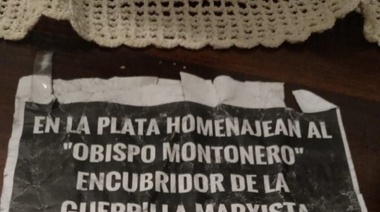 EN LA PLATA HOMENAJEAN AL
"OBISPO MONTONERO"
ENCUBRIDOR DE LA
GUERRILLA MARXISTA